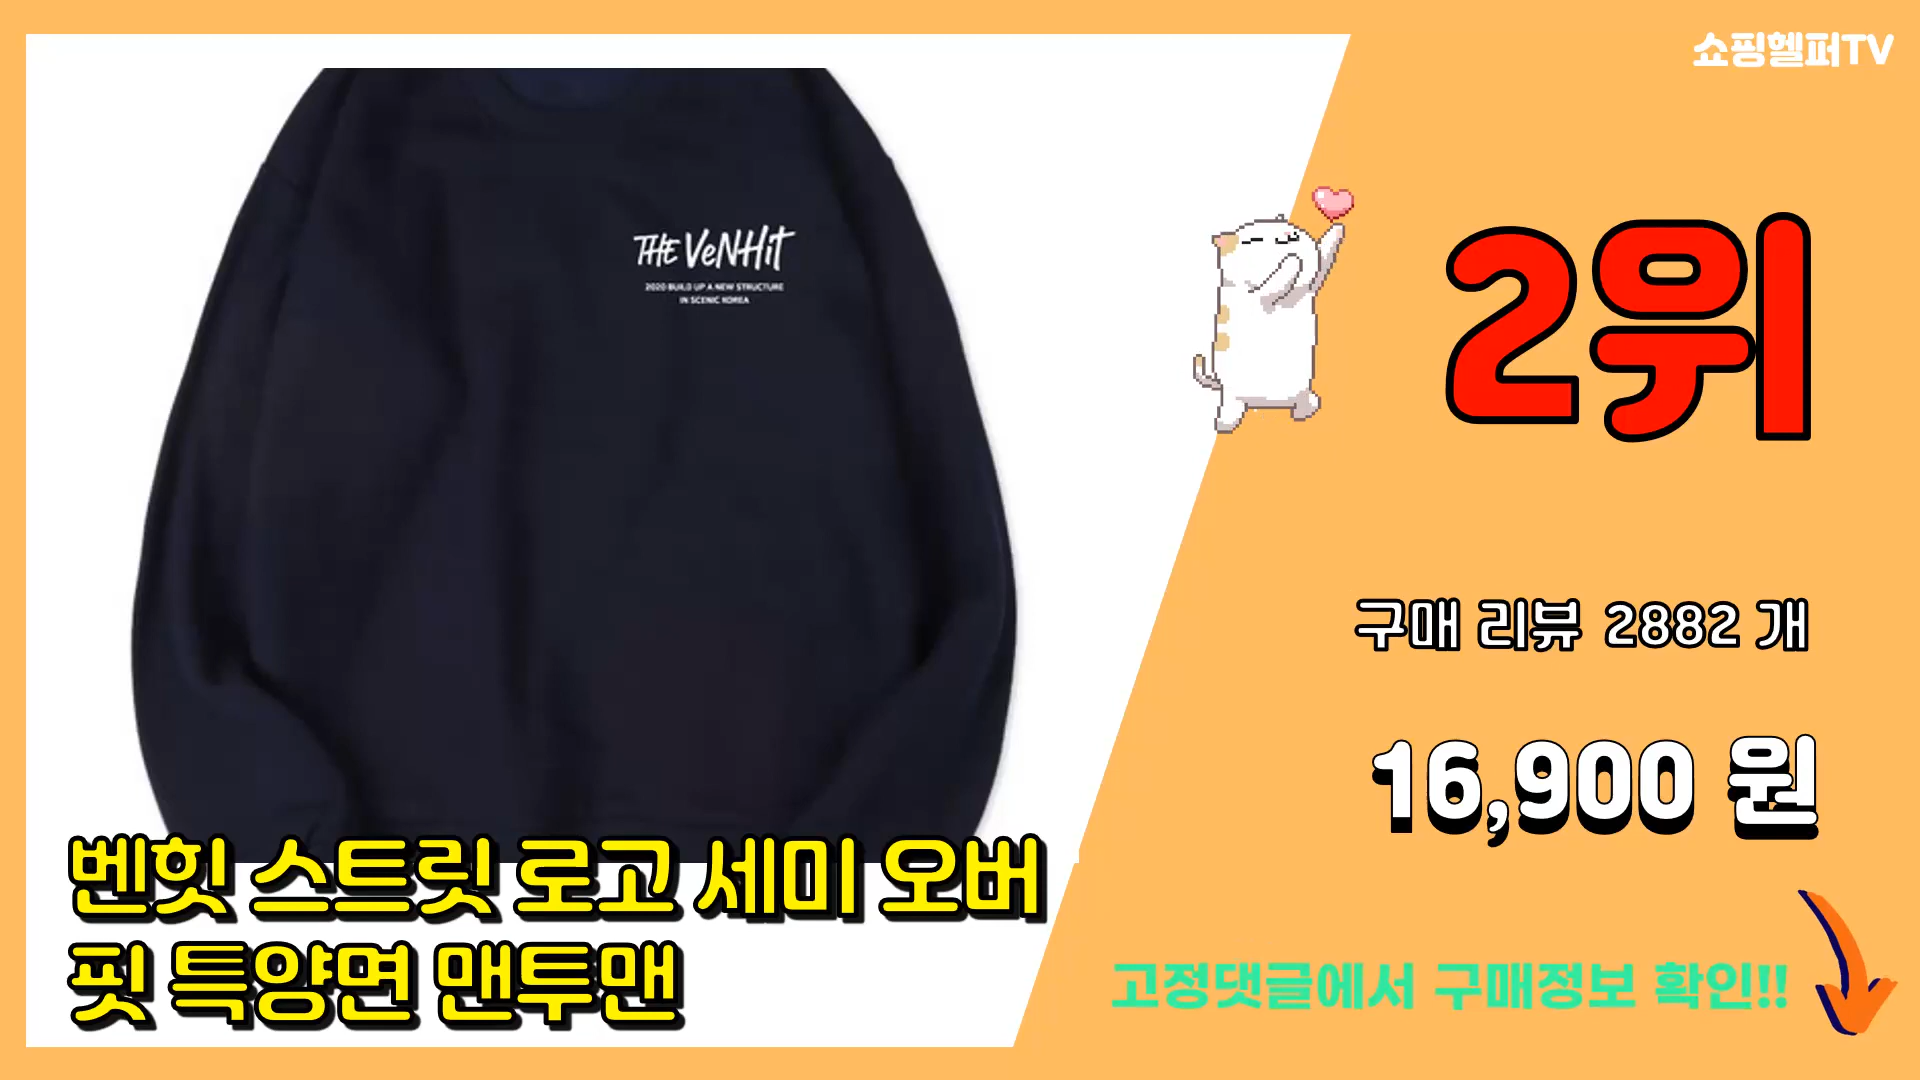 쇼핑헬퍼TV
THE VeNHiT
2020 BUILD UP A NEW STRUCTURE
IN SCENIC KOREA
2위
구매 리뷰 2882 개
16,900 원
벤힛 스트릿 로고 세미 오버
핏 특양면 맨투맨
고정댓글에서 구매정보 확인!!